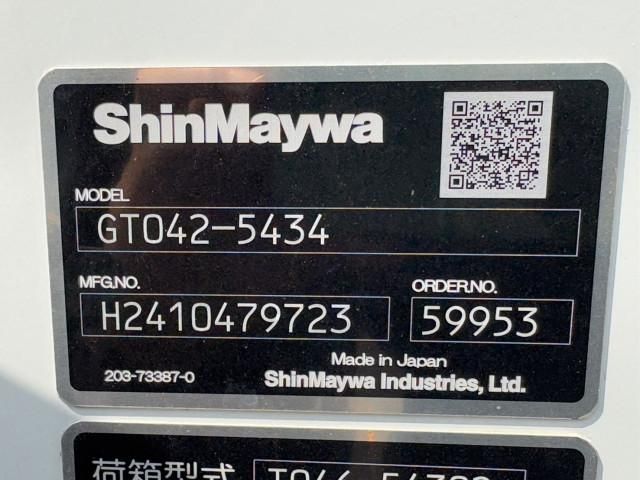 ShinMaywa
MODEL
GT042-5434
MFG.NO.
ORDER.NO.
H2410479723
59953
Made in Japan
203-73387-0
ShinMaywa Industries, Ltd.
荷箱型式